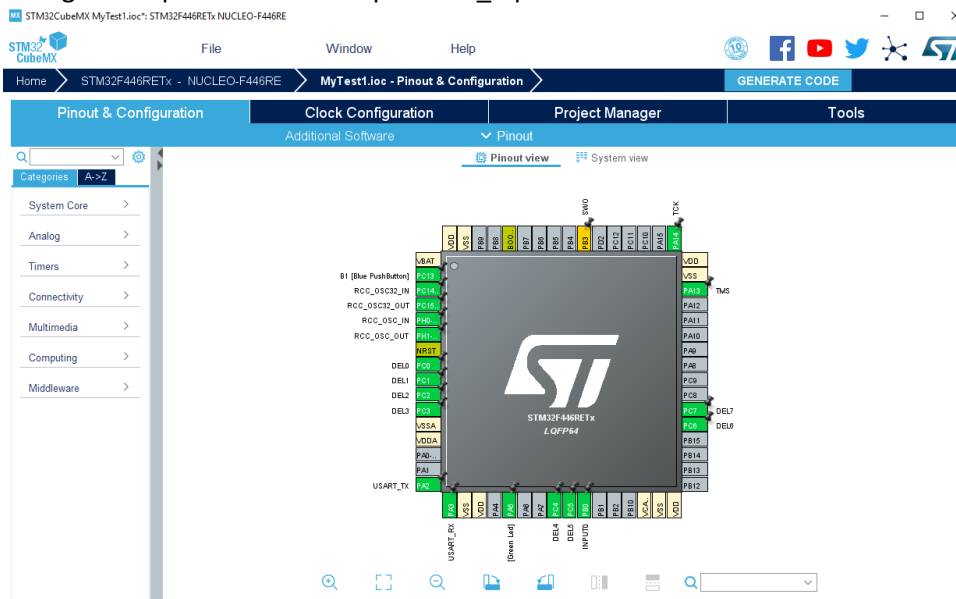 STM32CubeMX MyTest1.ioc*: STM32F446RETx NUCLEO-F446RE
STM32 CubeMX
File Window Help
Home STM32F446RETx - NUCLEO-F446RE MyTest1.ioc - Pinout & Configuration GENERATE CODE
Pinout & Configuration Clock Configuration Project Manager Tools
Additional Software Pinout
Pinout view System view
Categories A->Z
System Core
Analog
Timers
Connectivity
Multimedia
Computing
Middleware
SWO TCK
VDD VSS PB9 PB8 BOO.. PB7 PB6 PB5 PB4 PB3 PD2 PC12 PC11 PC10 PA15 PA14
VBAT
B1 [Blue PushButton] PC13
RCC_OSC32_IN PC14..
RCC_OSC32_OUT PC15..
RCC_OSC_IN PH0-
RCC_OSC_OUT PH1-
NRST
DEL0 PC0
DEL1 PC1
DEL2 PC2
DEL3 PC3
VSSA
VDDA
PA0-..
PA1
USART_TX PA2
STM32F446RETx
LQFP64
VDD
VSS
PA13 TMS
PA12
PA11
PA10
PA9
PA8
PC9
PC8
PC7 DEL7
PC6 DEL6
PB15
PB14
PB13
PB12
PA3 VSS VDD PA4 PA5 PA6 PA7 PC4 PC5 PB0 PB1 PB2 PB10 VCA.. VSS VDD
USART_RX [Green Led] DEL4 DEL5 INPUT0